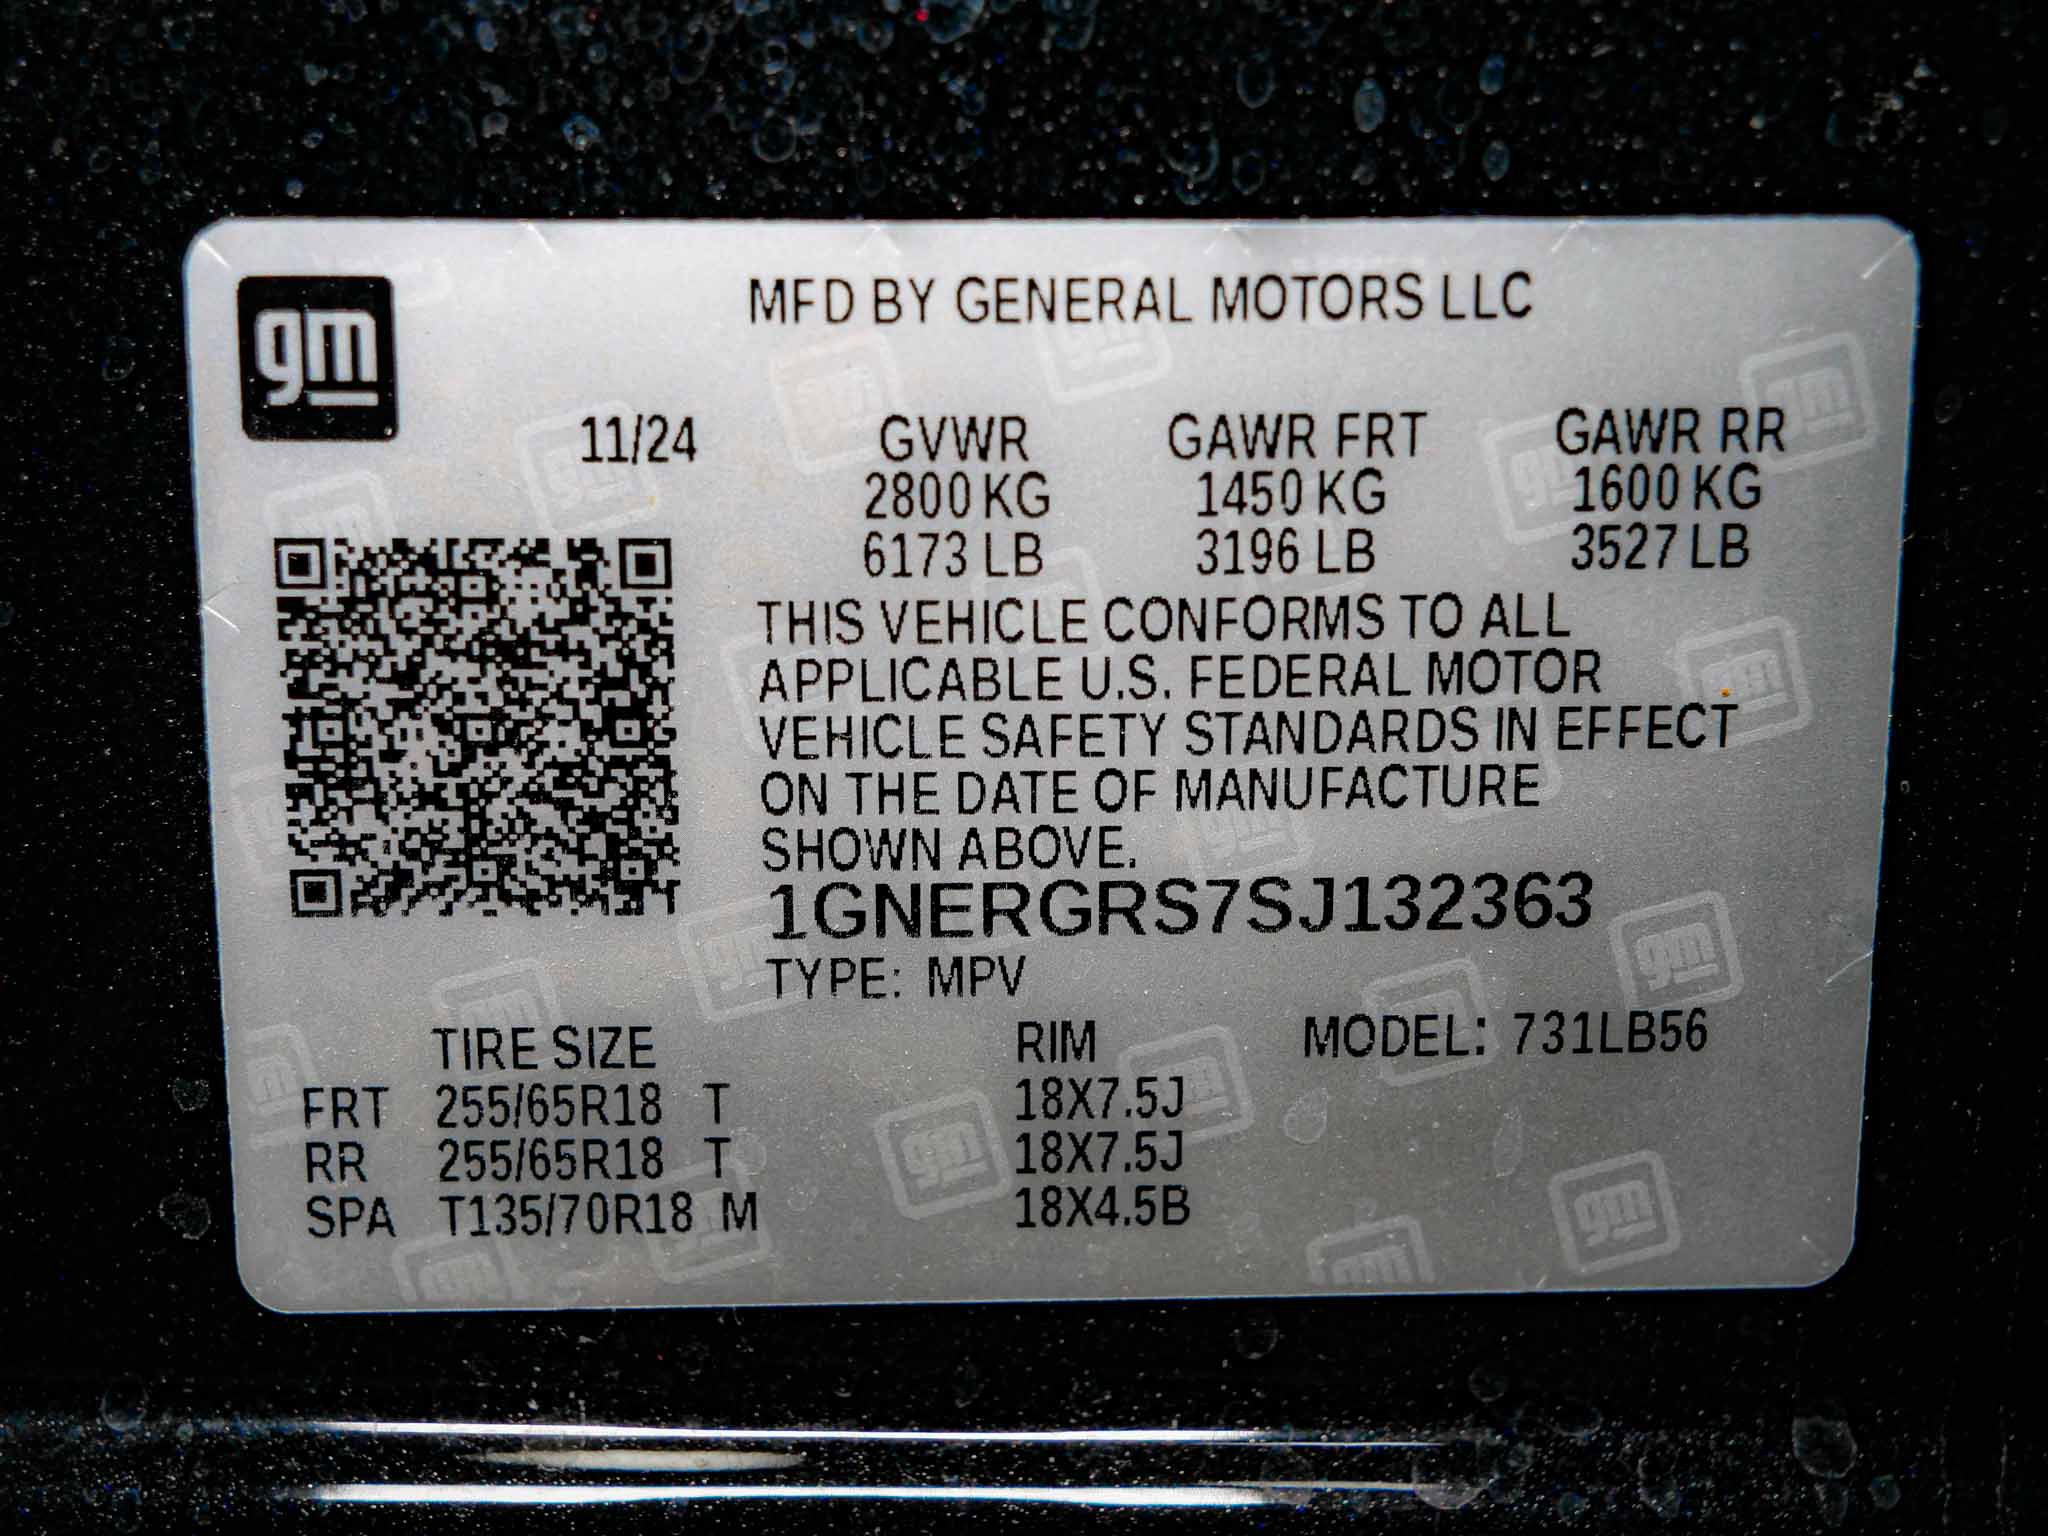 gm
MFD BY GENERAL MOTORS LLC
11/24 GVWR GAWR FRT GAWR RR
2800 KG 1450 KG 1600 KG
6173 LB 3196 LB 3527 LB
THIS VEHICLE CONFORMS TO ALL
APPLICABLE U.S. FEDERAL MOTOR
VEHICLE SAFETY STANDARDS IN EFFECT
ON THE DATE OF MANUFACTURE
SHOWN ABOVE.
1GNERGRS7SJ132363
TYPE: MPV
TIRE SIZE RIM MODEL: 731LB56
FRT 255/65R18 T 18X7.5J
RR 255/65R18 T 18X7.5J
SPA T135/70R18 M 18X4.5B